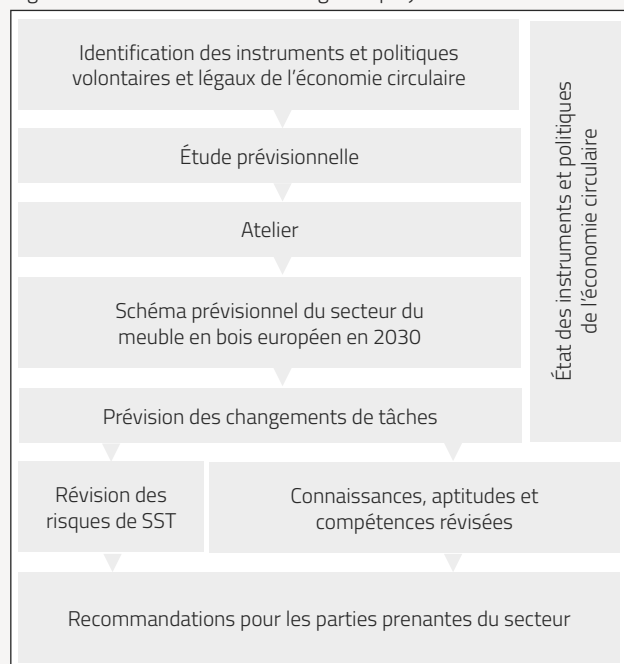 Identification des instruments et politiques
volontaires et légaux de l'économie circulaire
Étude prévisionnelle
Atelier
Schéma prévisionnel du secteur du
meuble en bois européen en 2030
Prévision des changements de tâches
État des instruments et politiques
de l'économie circulaire
Révision des
risques de SST
Connaissances, aptitudes et
compétences révisées
Recommandations pour les parties prenantes du secteur